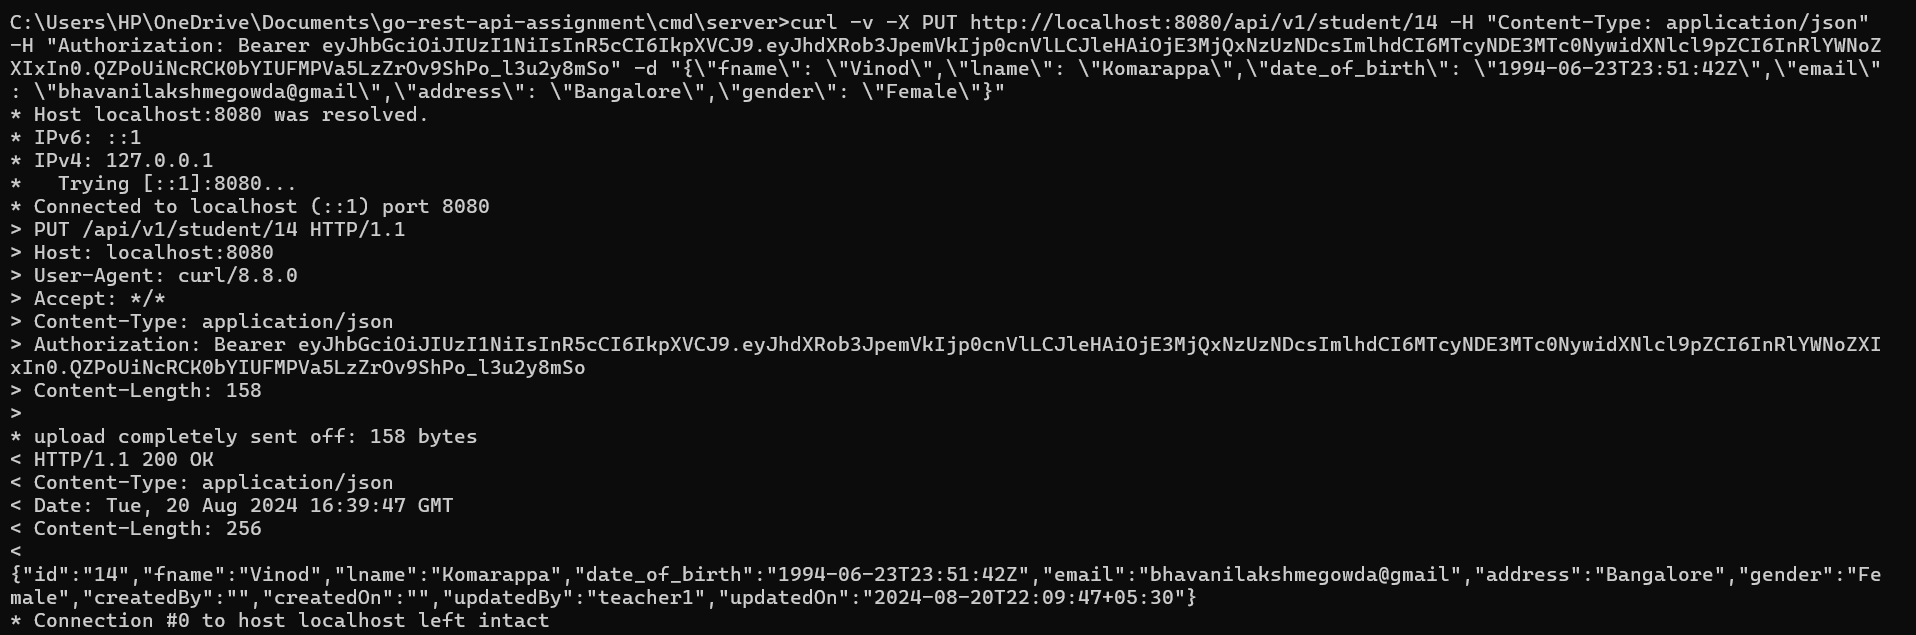 C:\Users\HP\OneDrive\Documents\go-rest-api-assignment\cmd\server>curl -v -X PUT http://localhost:8080/api/v1/student/14 -H "Content-Type: application/json"
-H "Authorization: Bearer eyJhbGciOiJIUzI1NiIsInR5cCI6IkpXVCJ9.eyJhdXRob3JpemVkIjp0cnVlLCJleHAiOjE3MjQxNzUzNDcsImlhdCI6MTcyNDE3MTc0NywidXNlcl9pZCI6InRlYWNoZ
XIxIn0.QZPoUiNcRCK0bYIUFMPVa5LzZrOv9ShPo_l3u2y8mSo" -d "{\"fname\": \"Vinod\",\"lname\": \"Komarappa\",\"date_of_birth\": \"1994-06-23T23:51:42Z\",\"email\"
: \"bhavanilakshmegowda@gmail\",\"address\": \"Bangalore\",\"gender\": \"Female\"}"
* Host localhost:8080 was resolved.
* IPv6: ::1
* IPv4: 127.0.0.1
*   Trying [::1]:8080...
* Connected to localhost (::1) port 8080
> PUT /api/v1/student/14 HTTP/1.1
> Host: localhost:8080
> User-Agent: curl/8.8.0
> Accept: */*
> Content-Type: application/json
> Authorization: Bearer eyJhbGciOiJIUzI1NiIsInR5cCI6IkpXVCJ9.eyJhdXRob3JpemVkIjp0cnVlLCJleHAiOjE3MjQxNzUzNDcsImlhdCI6MTcyNDE3MTc0NywidXNlcl9pZCI6InRlYWNoZXI
xIn0.QZPoUiNcRCK0bYIUFMPVa5LzZrOv9ShPo_l3u2y8mSo
> Content-Length: 158
>
* upload completely sent off: 158 bytes
< HTTP/1.1 200 OK
< Content-Type: application/json
< Date: Tue, 20 Aug 2024 16:39:47 GMT
< Content-Length: 256
<
{"id":"14","fname":"Vinod","lname":"Komarappa","date_of_birth":"1994-06-23T23:51:42Z","email":"bhavanilakshmegowda@gmail","address":"Bangalore","gender":"Fe
male","createdBy":"","createdOn":"","updatedBy":"teacher1","updatedOn":"2024-08-20T22:09:47+05:30"}
* Connection #0 to host localhost left intact